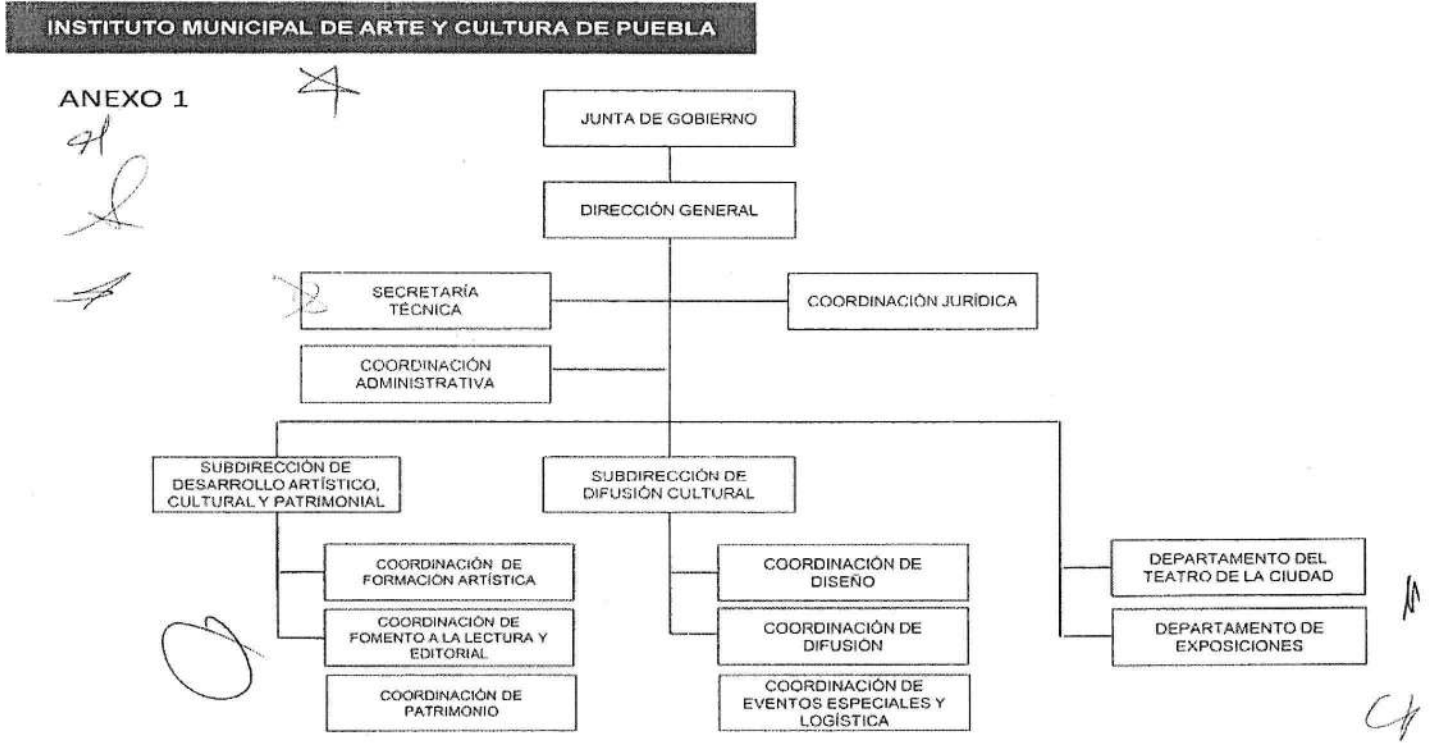 INSTITUTO MUNICIPAL DE ARTE Y CULTURA DE PUEBLA
ANEXO 1
JUNTA DE GOBIERNO
DIRECCIÓN GENERAL
SECRETARÍA
TÉCNICA
COORDINACIÓN JURÍDICA
COORDINACIÓN
ADMINISTRATIVA
SUBDIRECCIÓN DE
DESARROLLO ARTÍSTICO,
CULTURAL Y PATRIMONIAL
SUBDIRECCIÓN DE
DIFUSIÓN CULTURAL
COORDINACIÓN DE
FORMACIÓN ARTÍSTICA
COORDINACIÓN DE
FOMENTO A LA LECTURA Y
EDITORIAL
COORDINACIÓN DE
PATRIMONIO
COORDINACIÓN DE
DISEÑO
COORDINACIÓN DE
DIFUSIÓN
COORDINACIÓN DE
EVENTOS ESPECIALES Y
LOGÍSTICA
DEPARTAMENTO DEL
TEATRO DE LA CIUDAD
DEPARTAMENTO DE
EXPOSICIONES